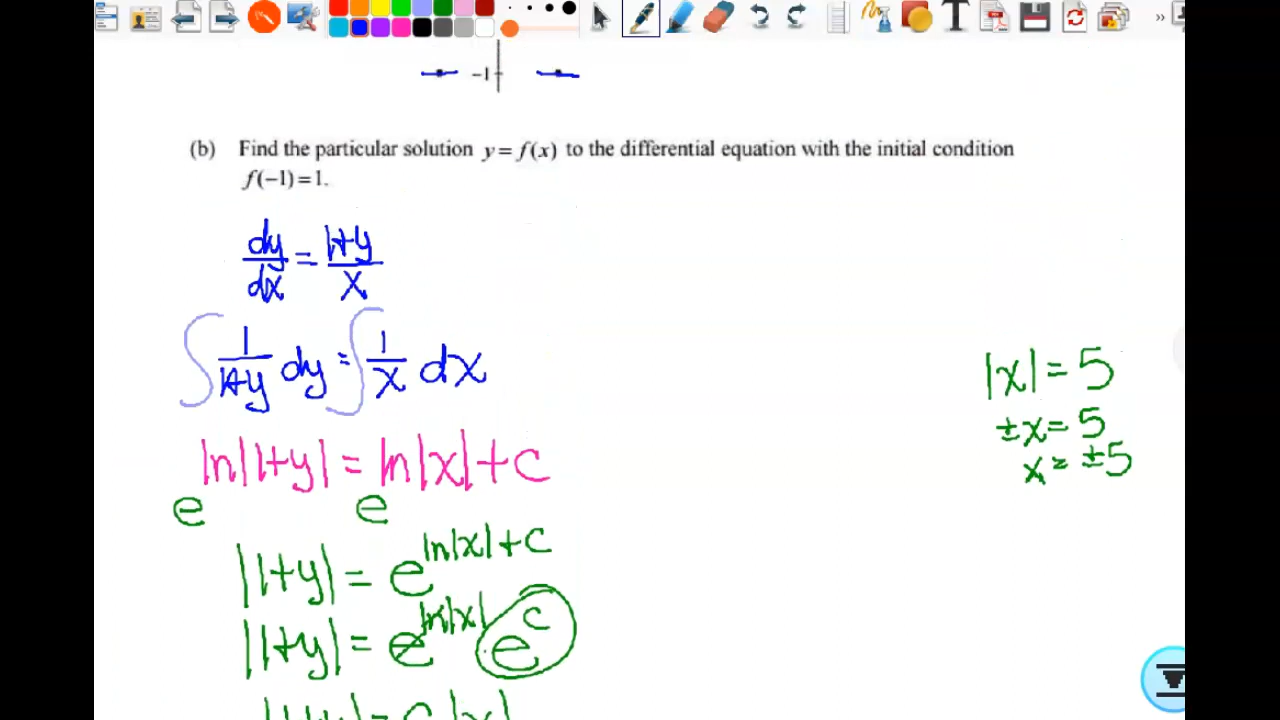 −1
(b) Find the particular solution y = f(x) to the differential equation with the initial condition
f(−1) = 1.
dy/dx = 1+y/x
∫ 1/1+y dy = ∫ 1/x dx
|x| = 5
±x = 5
x = ±5
ln|1+y| = ln|x| + c
e e
|1+y| = e^ln|x|+c
|1+y| = e^ln|x| e^c
|1+y| = c|x|